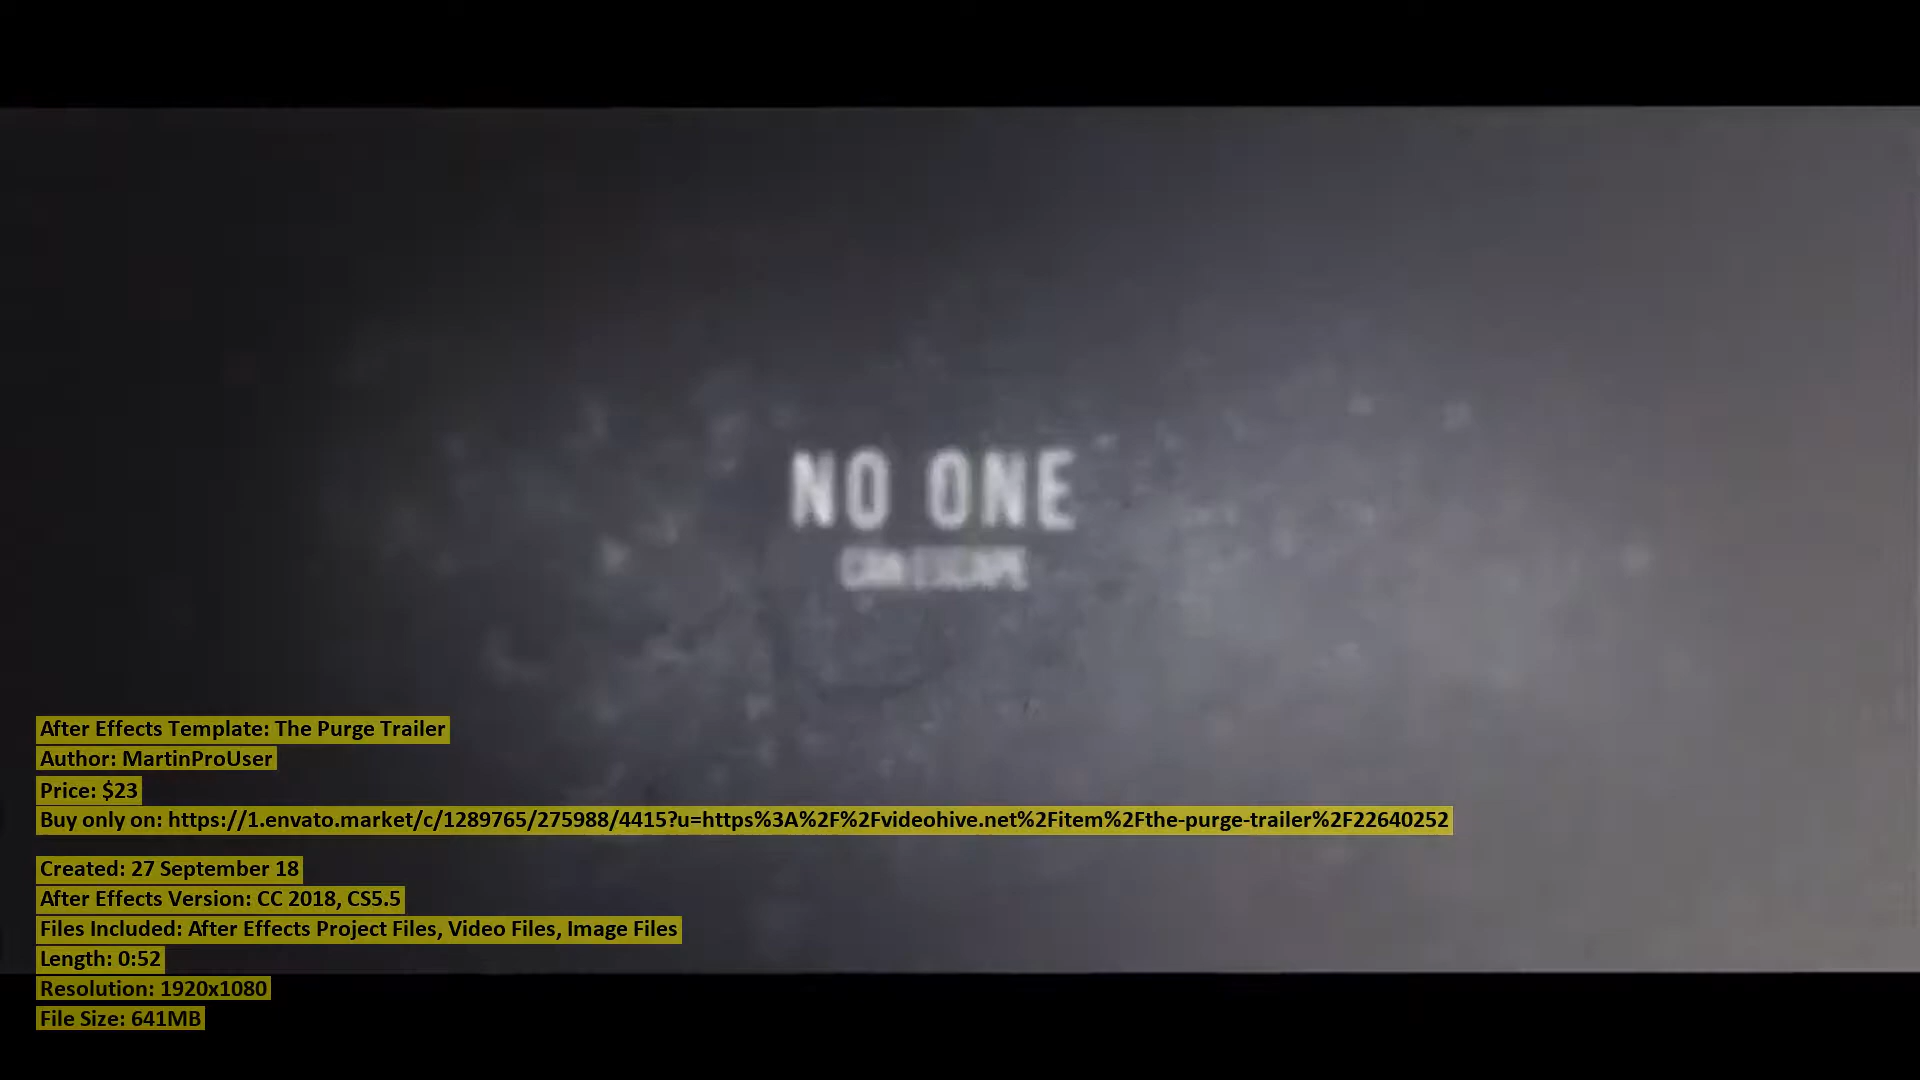 NO ONE
CAN ESCAPE
After Effects Template: The Purge Trailer
Author: MartinProUser
Price: $23
Buy only on: https://1.envato.market/c/1289765/275988/4415?u=https%3A%2F%2Fvideohive.net%2Fitem%2Fthe-purge-trailer%2F22640252
Created: 27 September 18
After Effects Version: CC 2018, CS5.5
Files Included: After Effects Project Files, Video Files, Image Files
Length: 0:52
Resolution: 1920x1080
File Size: 641MB